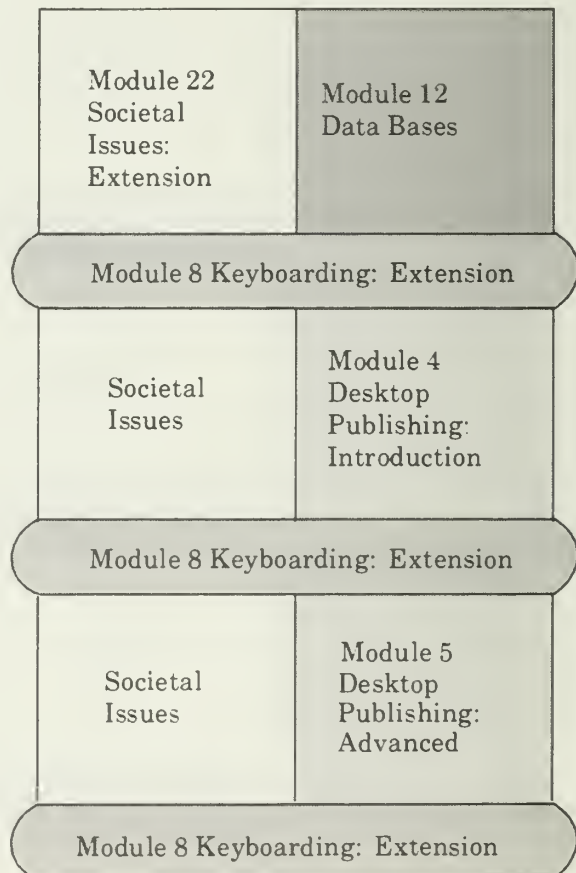 Module 22
Societal
Issues:
Extension
Module 12
Data Bases
Module 8 Keyboarding: Extension
Societal
Issues
Module 4
Desktop
Publishing:
Introduction
Module 8 Keyboarding: Extension
Societal
Issues
Module 5
Desktop
Publishing:
Advanced
Module 8 Keyboarding: Extension